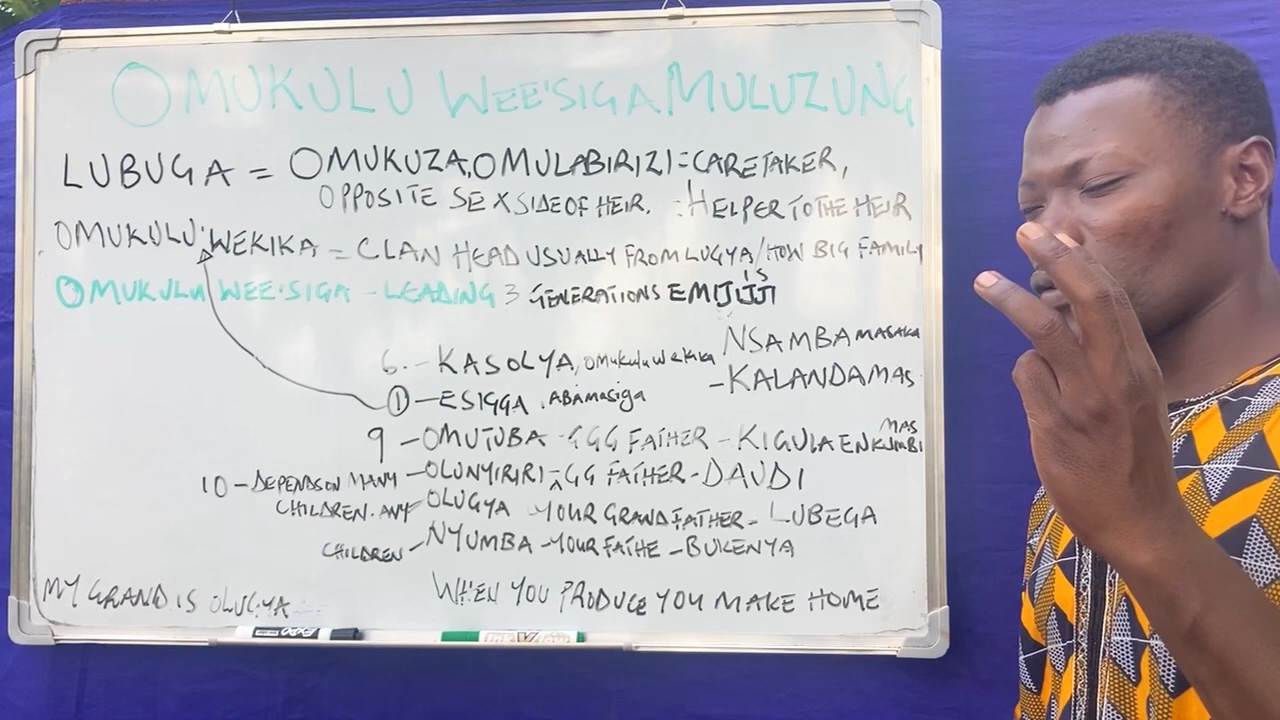 OMUKULU WEE'SIGA MULUZUNG
LUBUGA = OMUKUZA, OMULABIRIZI = CARETAKER,
OPPOSITE SEX SIDE OF HEIR. = HELPER TO THE HEIR
OMUKULU WEKIKA = CLAN HEAD USUALLY FROM LUGYA / HOW BIG FAMILY IS
OMUKULU WEE'SIGA - LEADING 3 GENERATIONS EMIJIJI
6. - KASOLYA, OMUKULU WEKIKA NSAMBA MASAKA
① - ESIGGA, ABAMASIGA - KALANDA MAS
9 - OMUTUBA - GGG FATHER - KIGULA ENKUMBI MAS
10 - DEPENDS ON MANY - OLUNYIRIRI - GG FATHER - DAUDI
CHILDREN. ANY OLUGYA - YOUR GRANDFATHER - LUBEGA
CHILDREN - NYUMBA - YOUR FATHE - BUKENYA
MY GRAND IS OLUGYA WHEN YOU PRODUCE YOU MAKE HOME